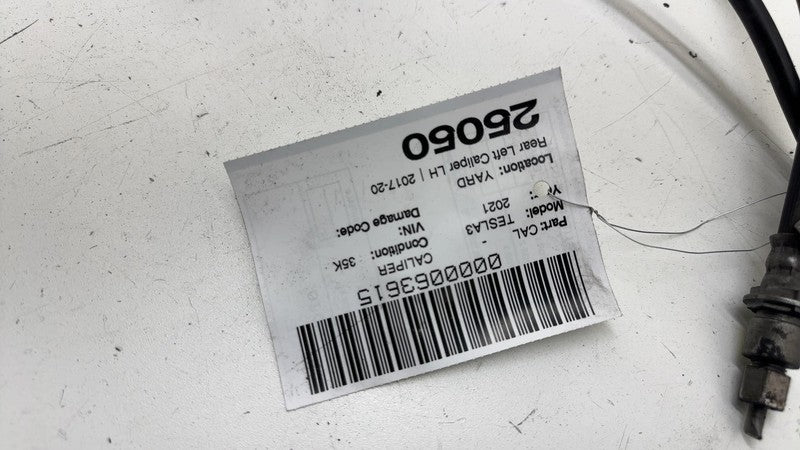 0000063615
Part: CAL - CALIPER
Model: TESLA3 Condition: 35K
2021 VIN:
Location: YARD Damage Code:
Rear Left Caliper LH | 2017-20
25050